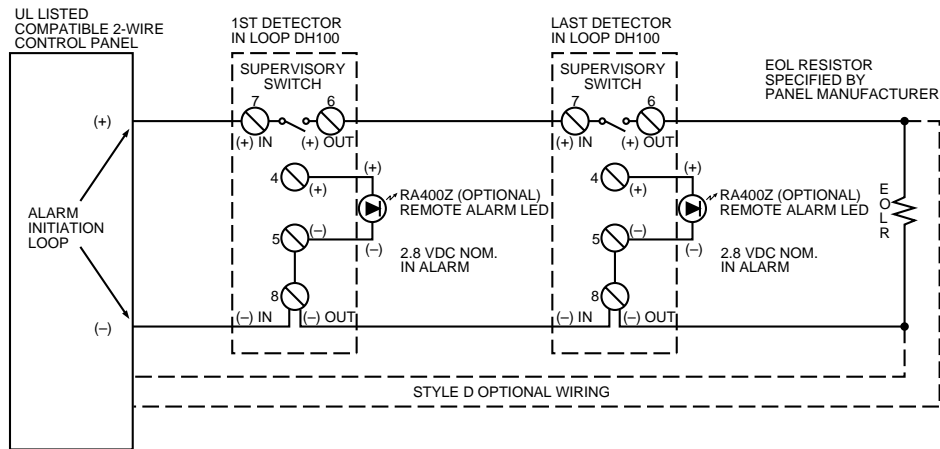 UL LISTED
COMPATIBLE 2-WIRE
CONTROL PANEL
1ST DETECTOR
IN LOOP DH100
LAST DETECTOR
IN LOOP DH100
EOL RESISTOR
SPECIFIED BY
PANEL MANUFACTURER
SUPERVISORY
SWITCH
7 6
(+) IN (+) OUT
4
(+)
(+)
RA400Z (OPTIONAL)
REMOTE ALARM LED
5
(–)
(–)
2.8 VDC NOM.
IN ALARM
8
(–) IN (–) OUT
SUPERVISORY
SWITCH
7 6
(+) IN (+) OUT
4
(+)
(+)
RA400Z (OPTIONAL)
REMOTE ALARM LED
5
(–)
(–)
2.8 VDC NOM.
IN ALARM
8
(–) IN (–) OUT
(+)
ALARM
INITIATION
LOOP
(–)
E
O
L
R
STYLE D OPTIONAL WIRING